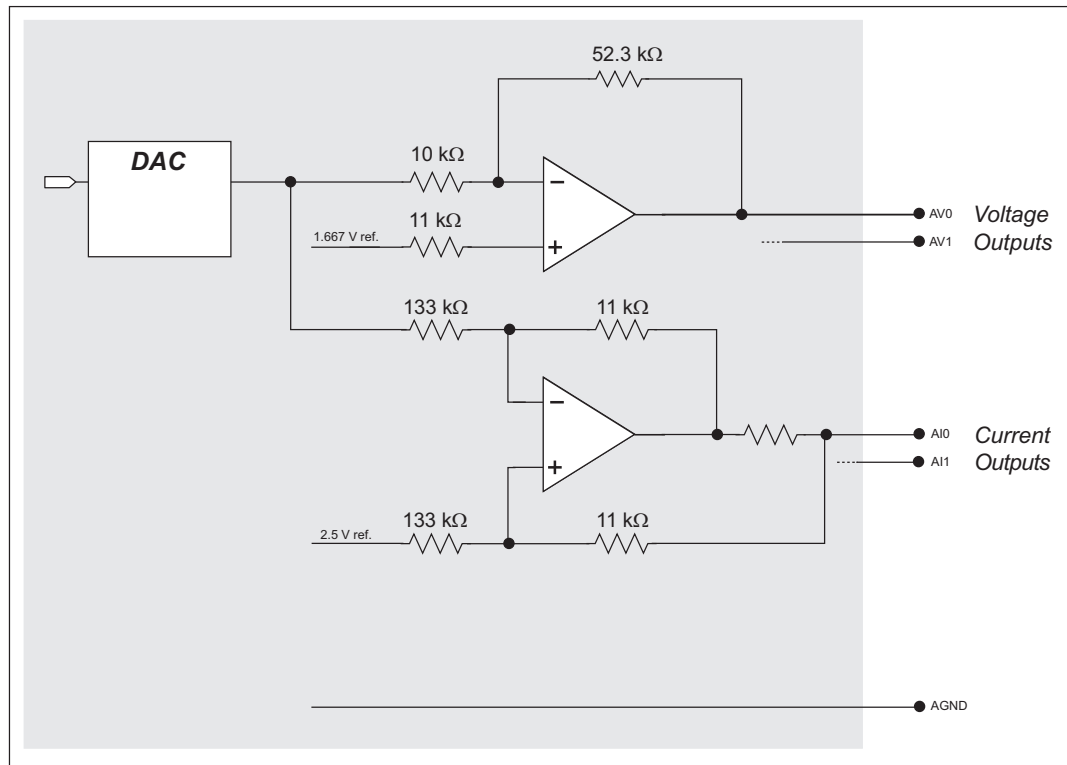 52.3 kΩ
DAC
10 kΩ
−
11 kΩ
1.667 V ref.
+
AV0 Voltage
AV1 Outputs
133 kΩ
11 kΩ
−
AI0 Current
AI1 Outputs
+
133 kΩ
11 kΩ
2.5 V ref.
AGND